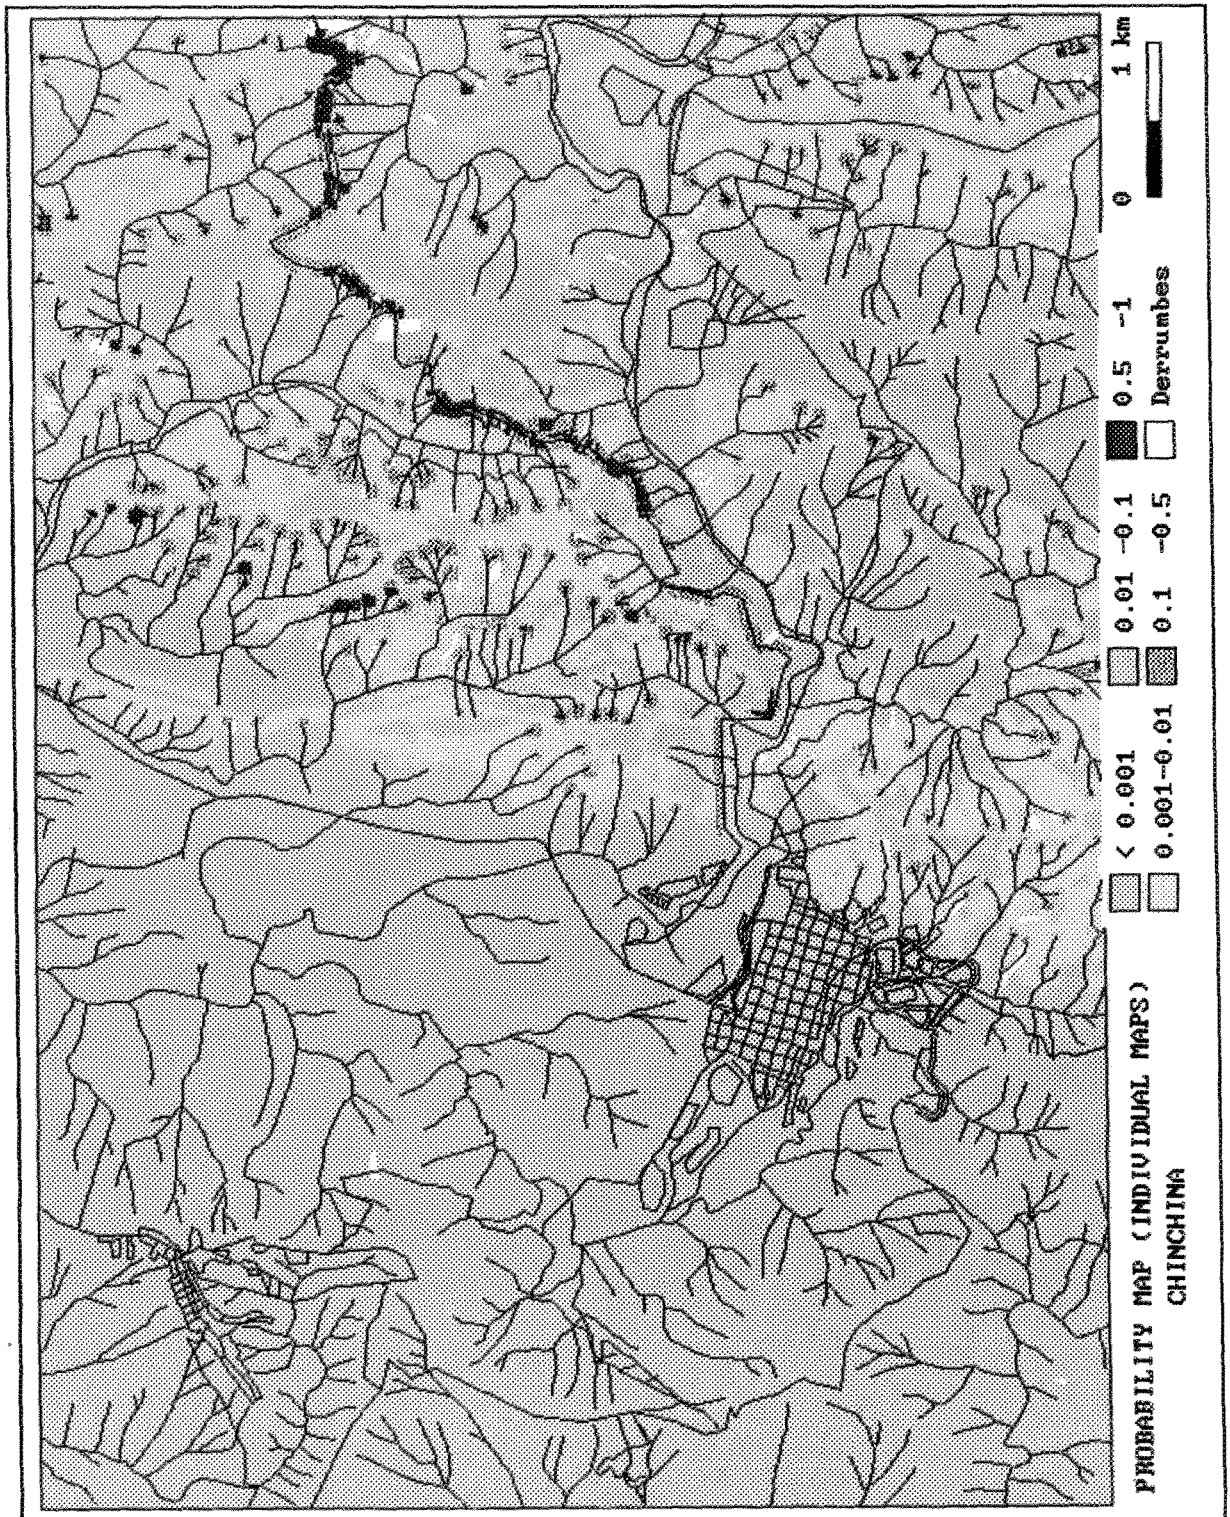 PROBABILITY MAP (INDIVIDUAL MAPS)
CHINCHINA
< 0.001
0.001-0.01
0.01 -0.1
0.1 -0.5
0.5 -1
Derrumbes
0 1 km